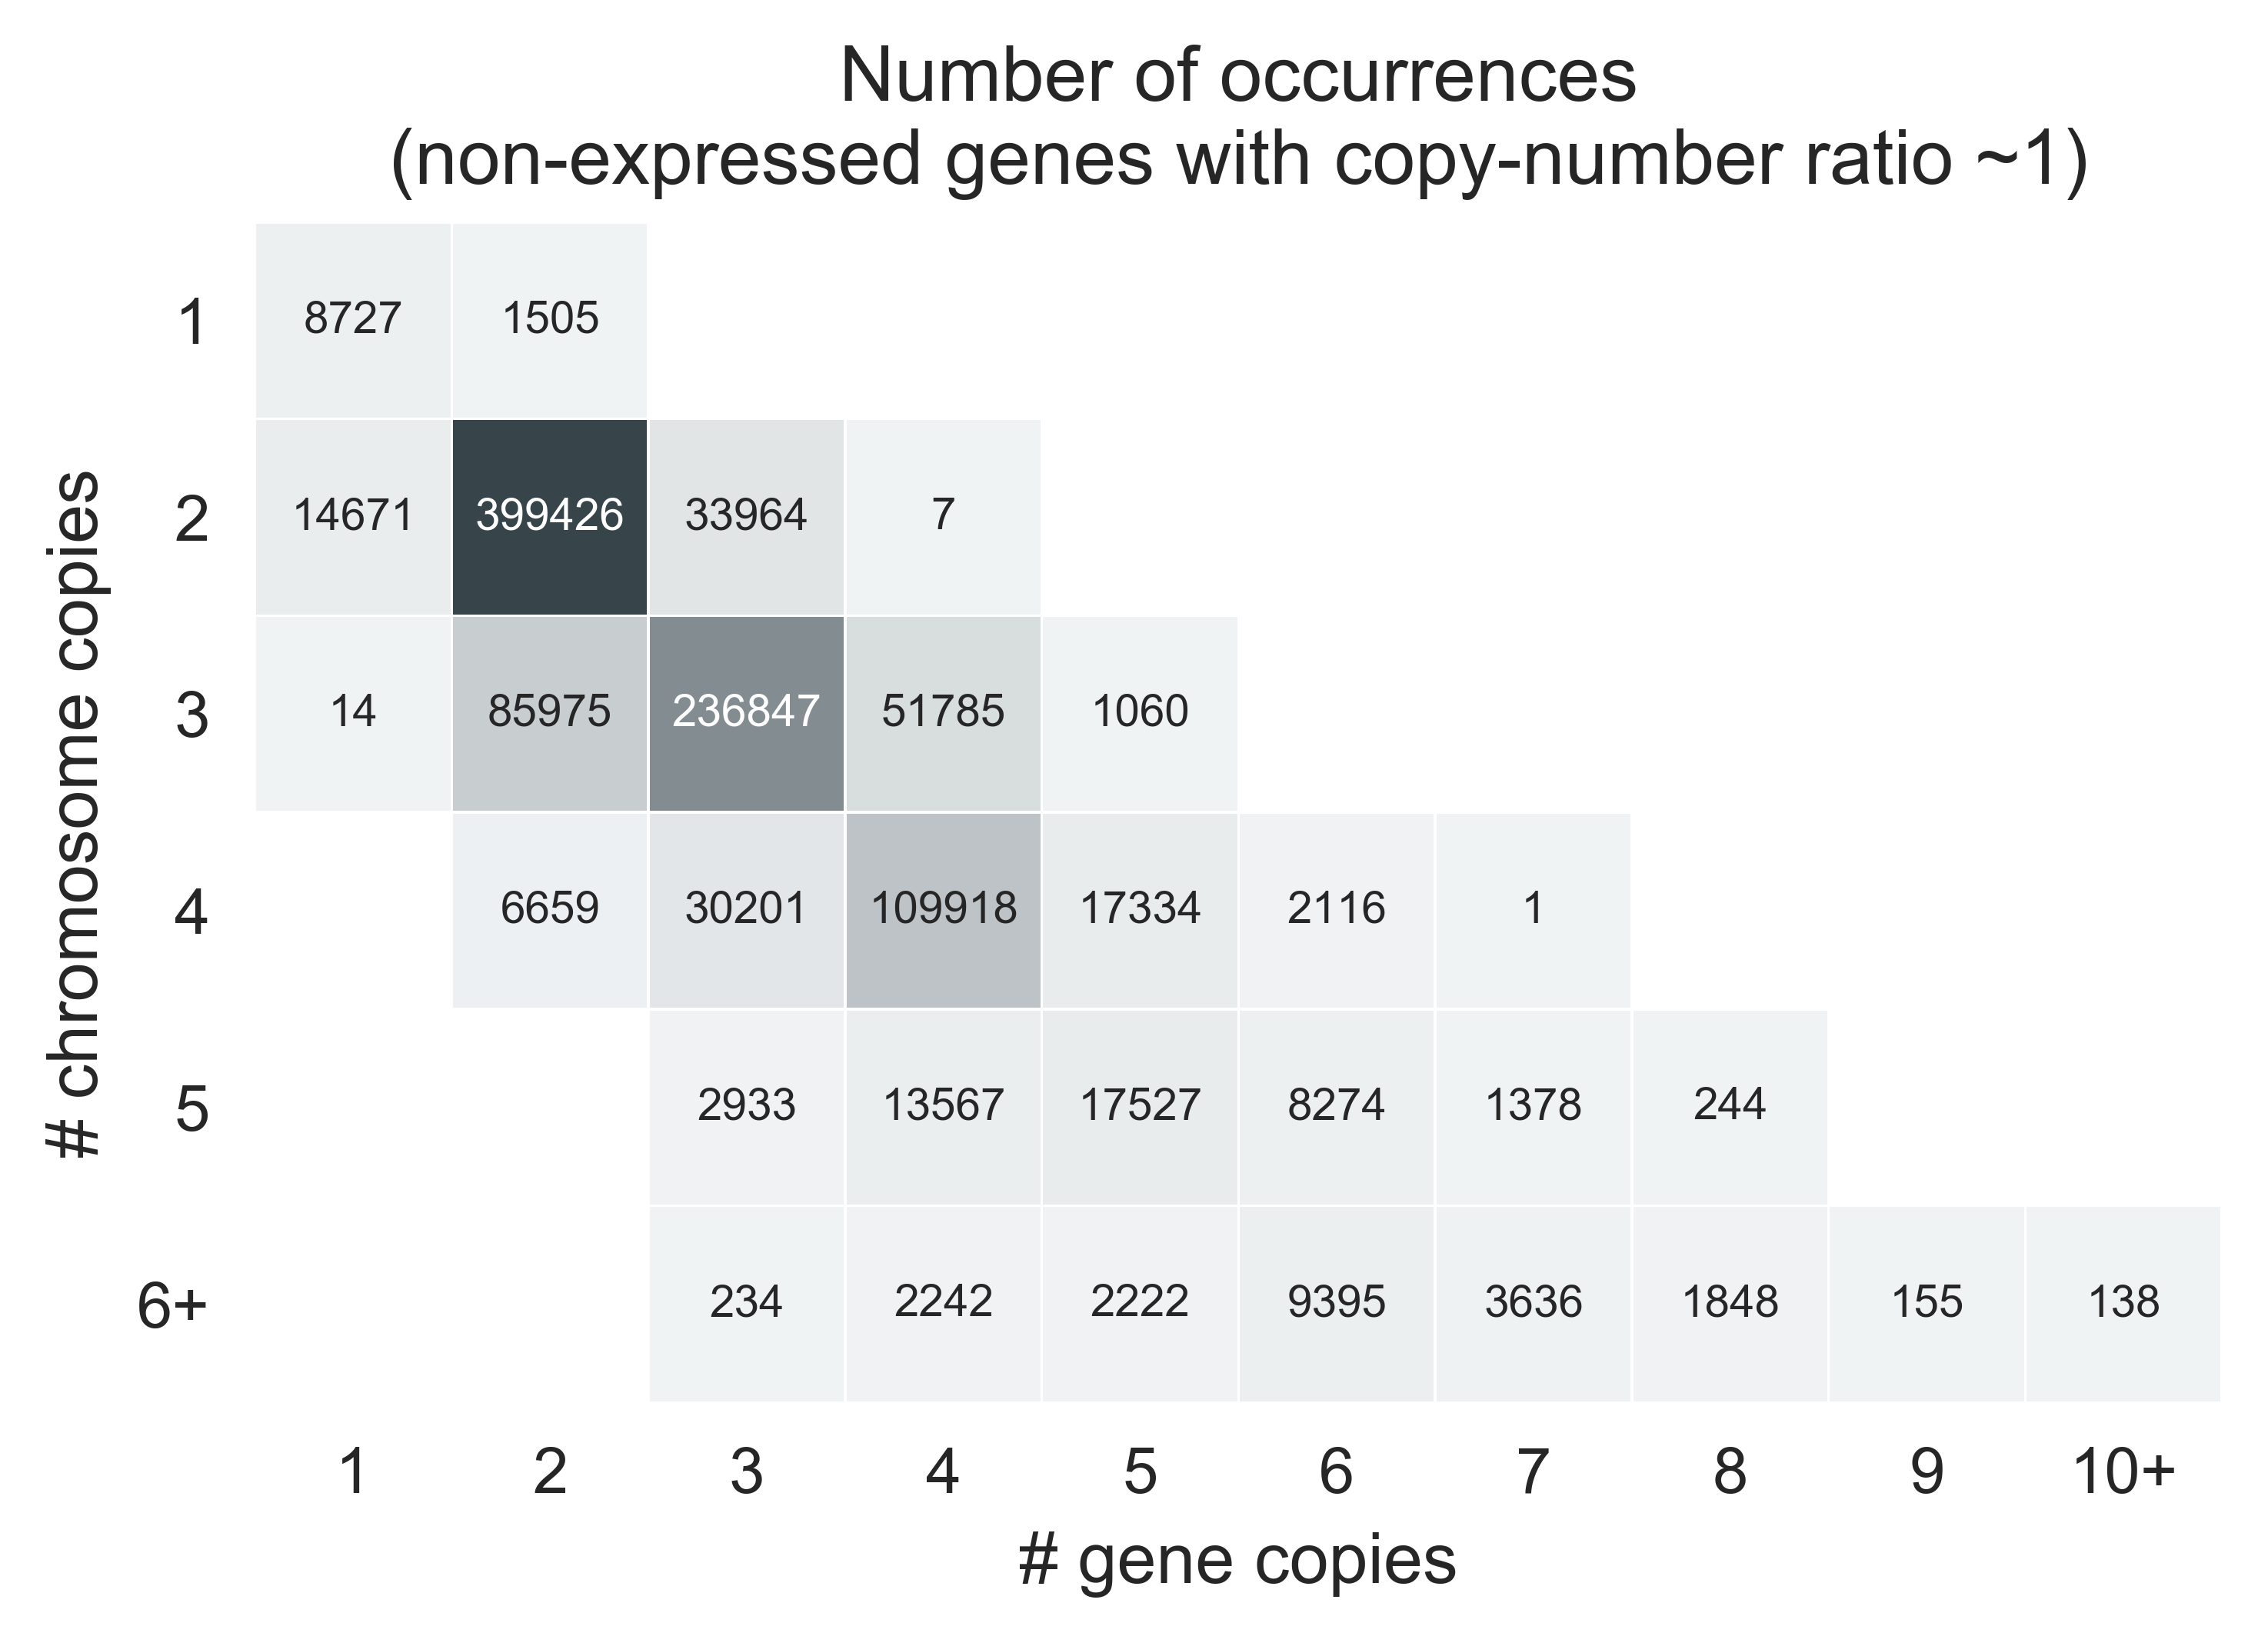 Number of occurrences
(non-expressed genes with copy-number ratio ~1)
# chromosome copies
1 8727 1505
2 14671 399426 33964 7
3 14 85975 236847 51785 1060
4 6659 30201 109918 17334 2116 1
5 2933 13567 17527 8274 1378 244
6+ 234 2242 2222 9395 3636 1848 155 138
1 2 3 4 5 6 7 8 9 10+
# gene copies